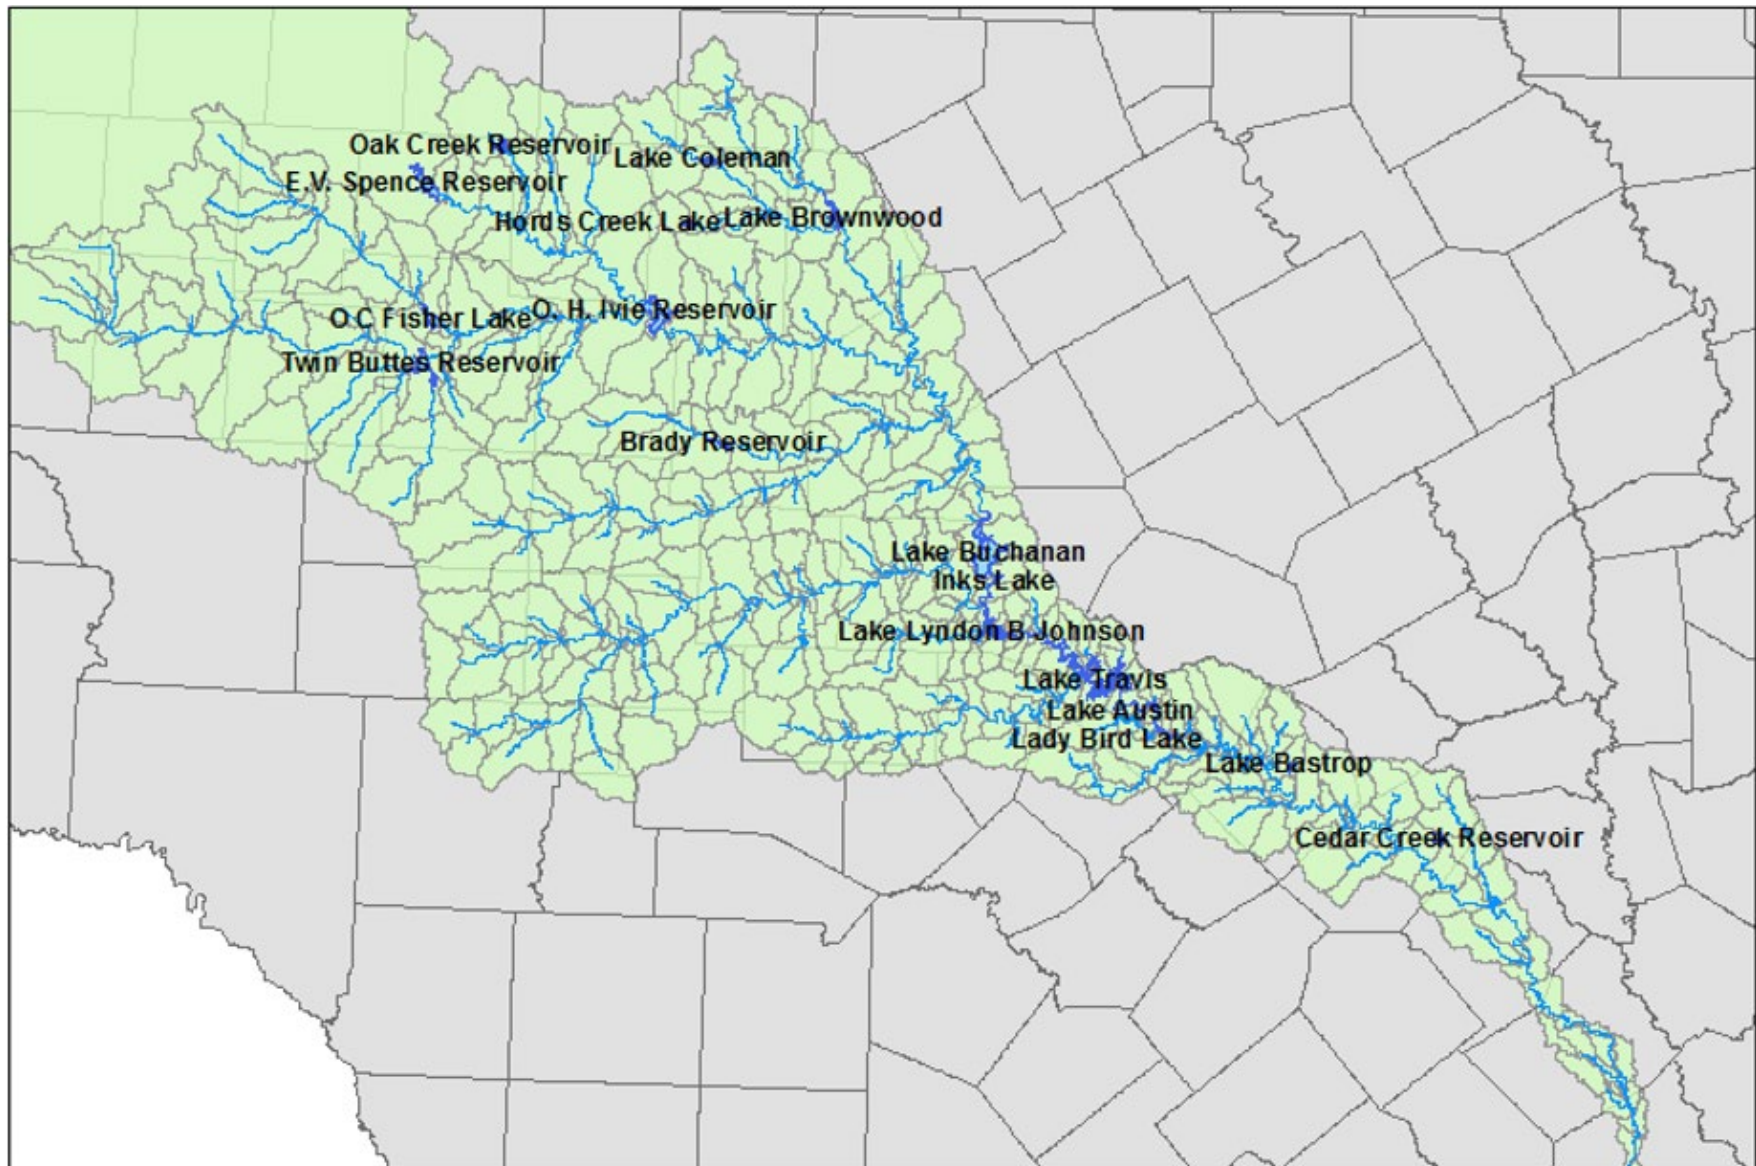 Oak Creek Reservoir
Lake Coleman
E.V. Spence Reservoir
Hords Creek Lake
Lake Brownwood
O. H. Ivie Reservoir
O C Fisher Lake
Twin Buttes Reservoir
Brady Reservoir
Lake Buchanan
Inks Lake
Lake Lyndon B Johnson
Lake Travis
Lake Austin
Lady Bird Lake
Lake Bastrop
Cedar Creek Reservoir